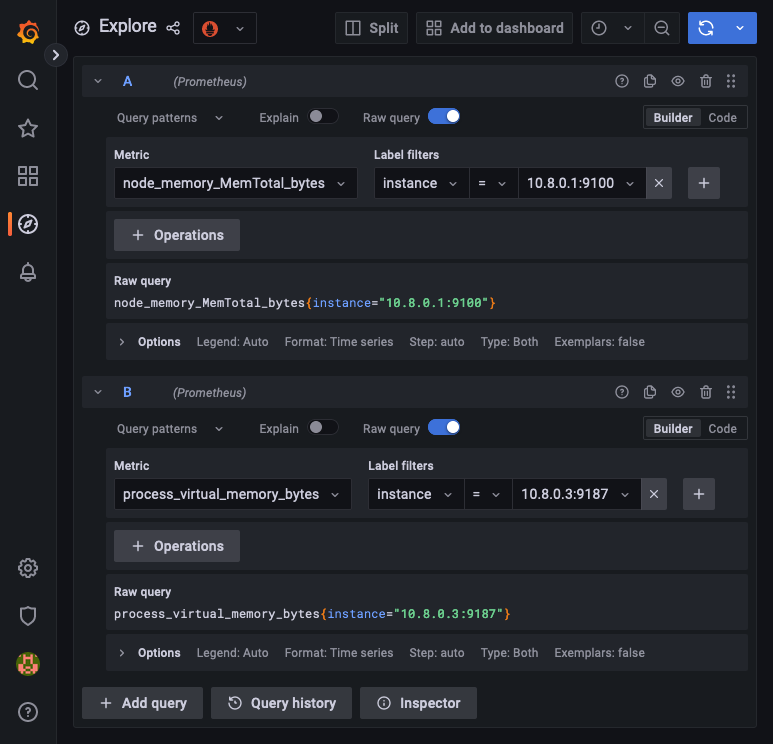 Explore
Split
Add to dashboard
A (Prometheus)
Query patterns Explain Raw query Builder Code
Metric Label filters
node_memory_MemTotal_bytes instance = 10.8.0.1:9100
Operations
Raw query
node_memory_MemTotal_bytes{instance="10.8.0.1:9100"}
Options Legend: Auto Format: Time series Step: auto Type: Both Exemplars: false
B (Prometheus)
Query patterns Explain Raw query Builder Code
Metric Label filters
process_virtual_memory_bytes instance = 10.8.0.3:9187
Operations
Raw query
process_virtual_memory_bytes{instance="10.8.0.3:9187"}
Options Legend: Auto Format: Time series Step: auto Type: Both Exemplars: false
Add query Query history Inspector